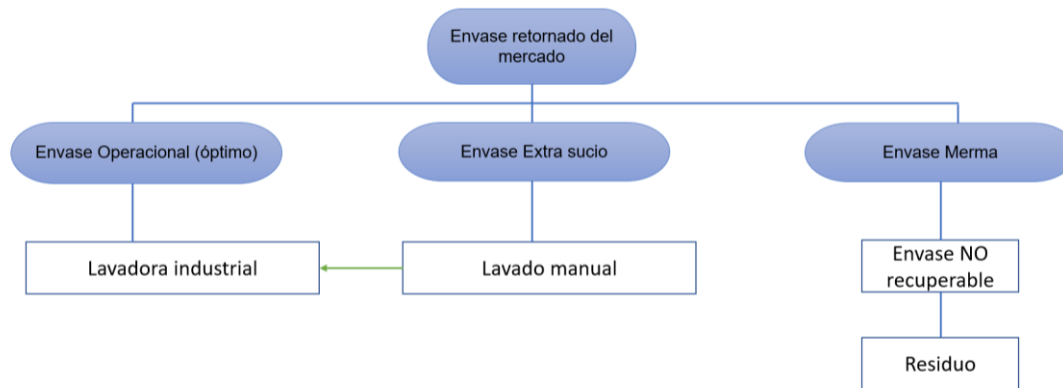 Envase retornado del
mercado
Envase Operacional (óptimo)
Envase Extra sucio
Envase Merma
Lavadora industrial
Lavado manual
Envase NO
recuperable
Residuo